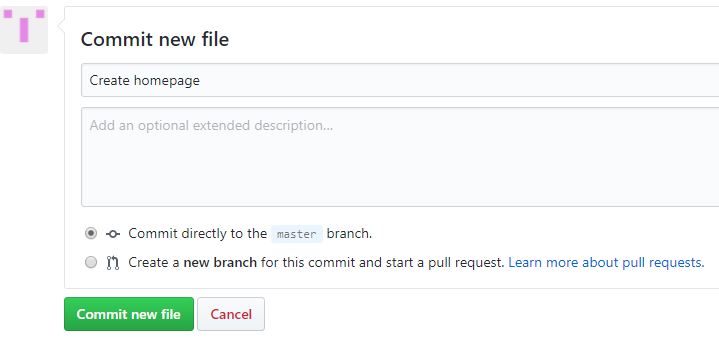 Commit new file
Create homepage
Add an optional extended description...
Commit directly to the master branch.
Create a new branch for this commit and start a pull request. Learn more about pull requests.
Commit new file
Cancel